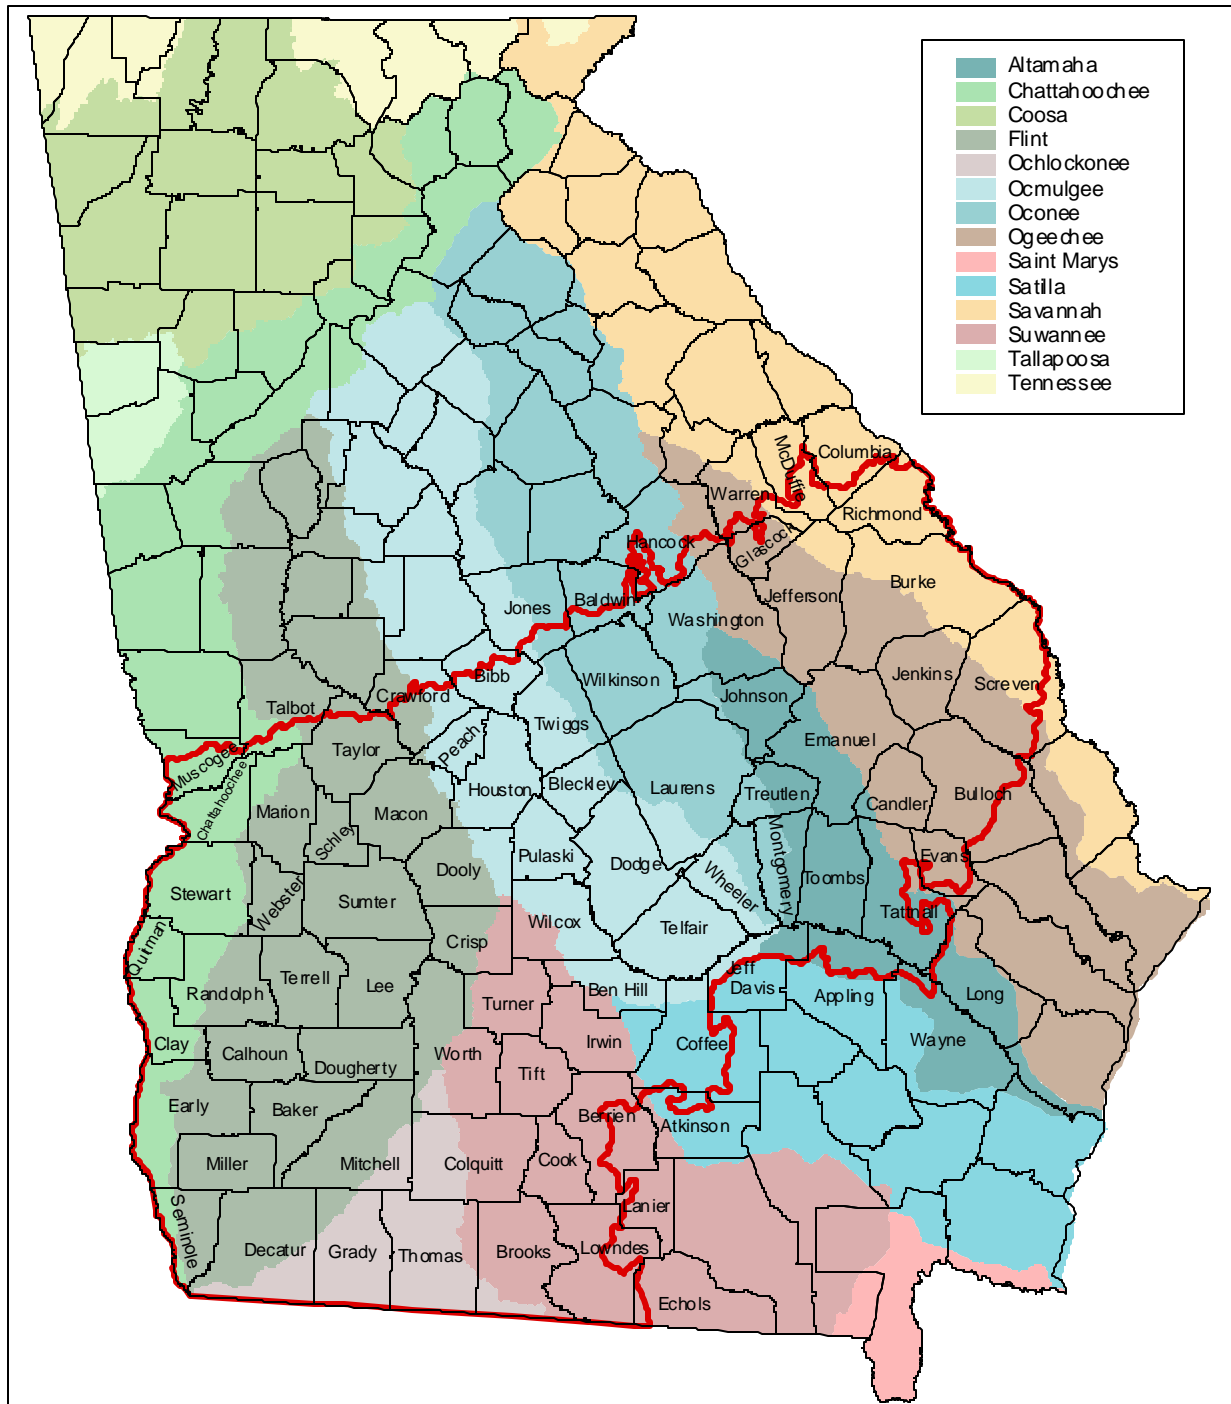 Altamaha
Chattahoochee
Coosa
Flint
Ochlockonee
Ocmulgee
Oconee
Ogeechee
Saint Marys
Satilla
Savannah
Suwannee
Tallapoosa
Tennessee
Columbia
McDuffie
Warren
Richmond
Hancock
Glascock
Burke
Jefferson
Baldwin
Jones
Washington
Bibb
Wilkinson
Jenkins
Screven
Johnson
Crawford
Talbot
Twiggs
Emanuel
Taylor
Peach
Muscogee
Chattahoochee
Houston
Bleckley
Laurens
Treutlen
Candler
Bulloch
Marion
Schley
Macon
Montgomery
Evans
Pulaski
Dodge
Wheeler
Toombs
Dooly
Stewart
Webster
Sumter
Tattnall
Wilcox
Telfair
Crisp
Quitman
Jeff
Davis
Terrell
Lee
Randolph
Ben Hill
Appling
Long
Turner
Wayne
Clay
Calhoun
Dougherty
Worth
Irwin
Coffee
Tift
Early
Baker
Berrien
Atkinson
Miller
Mitchell
Colquitt
Cook
Seminole
Lanier
Decatur
Grady
Thomas
Brooks
Lowndes
Echols